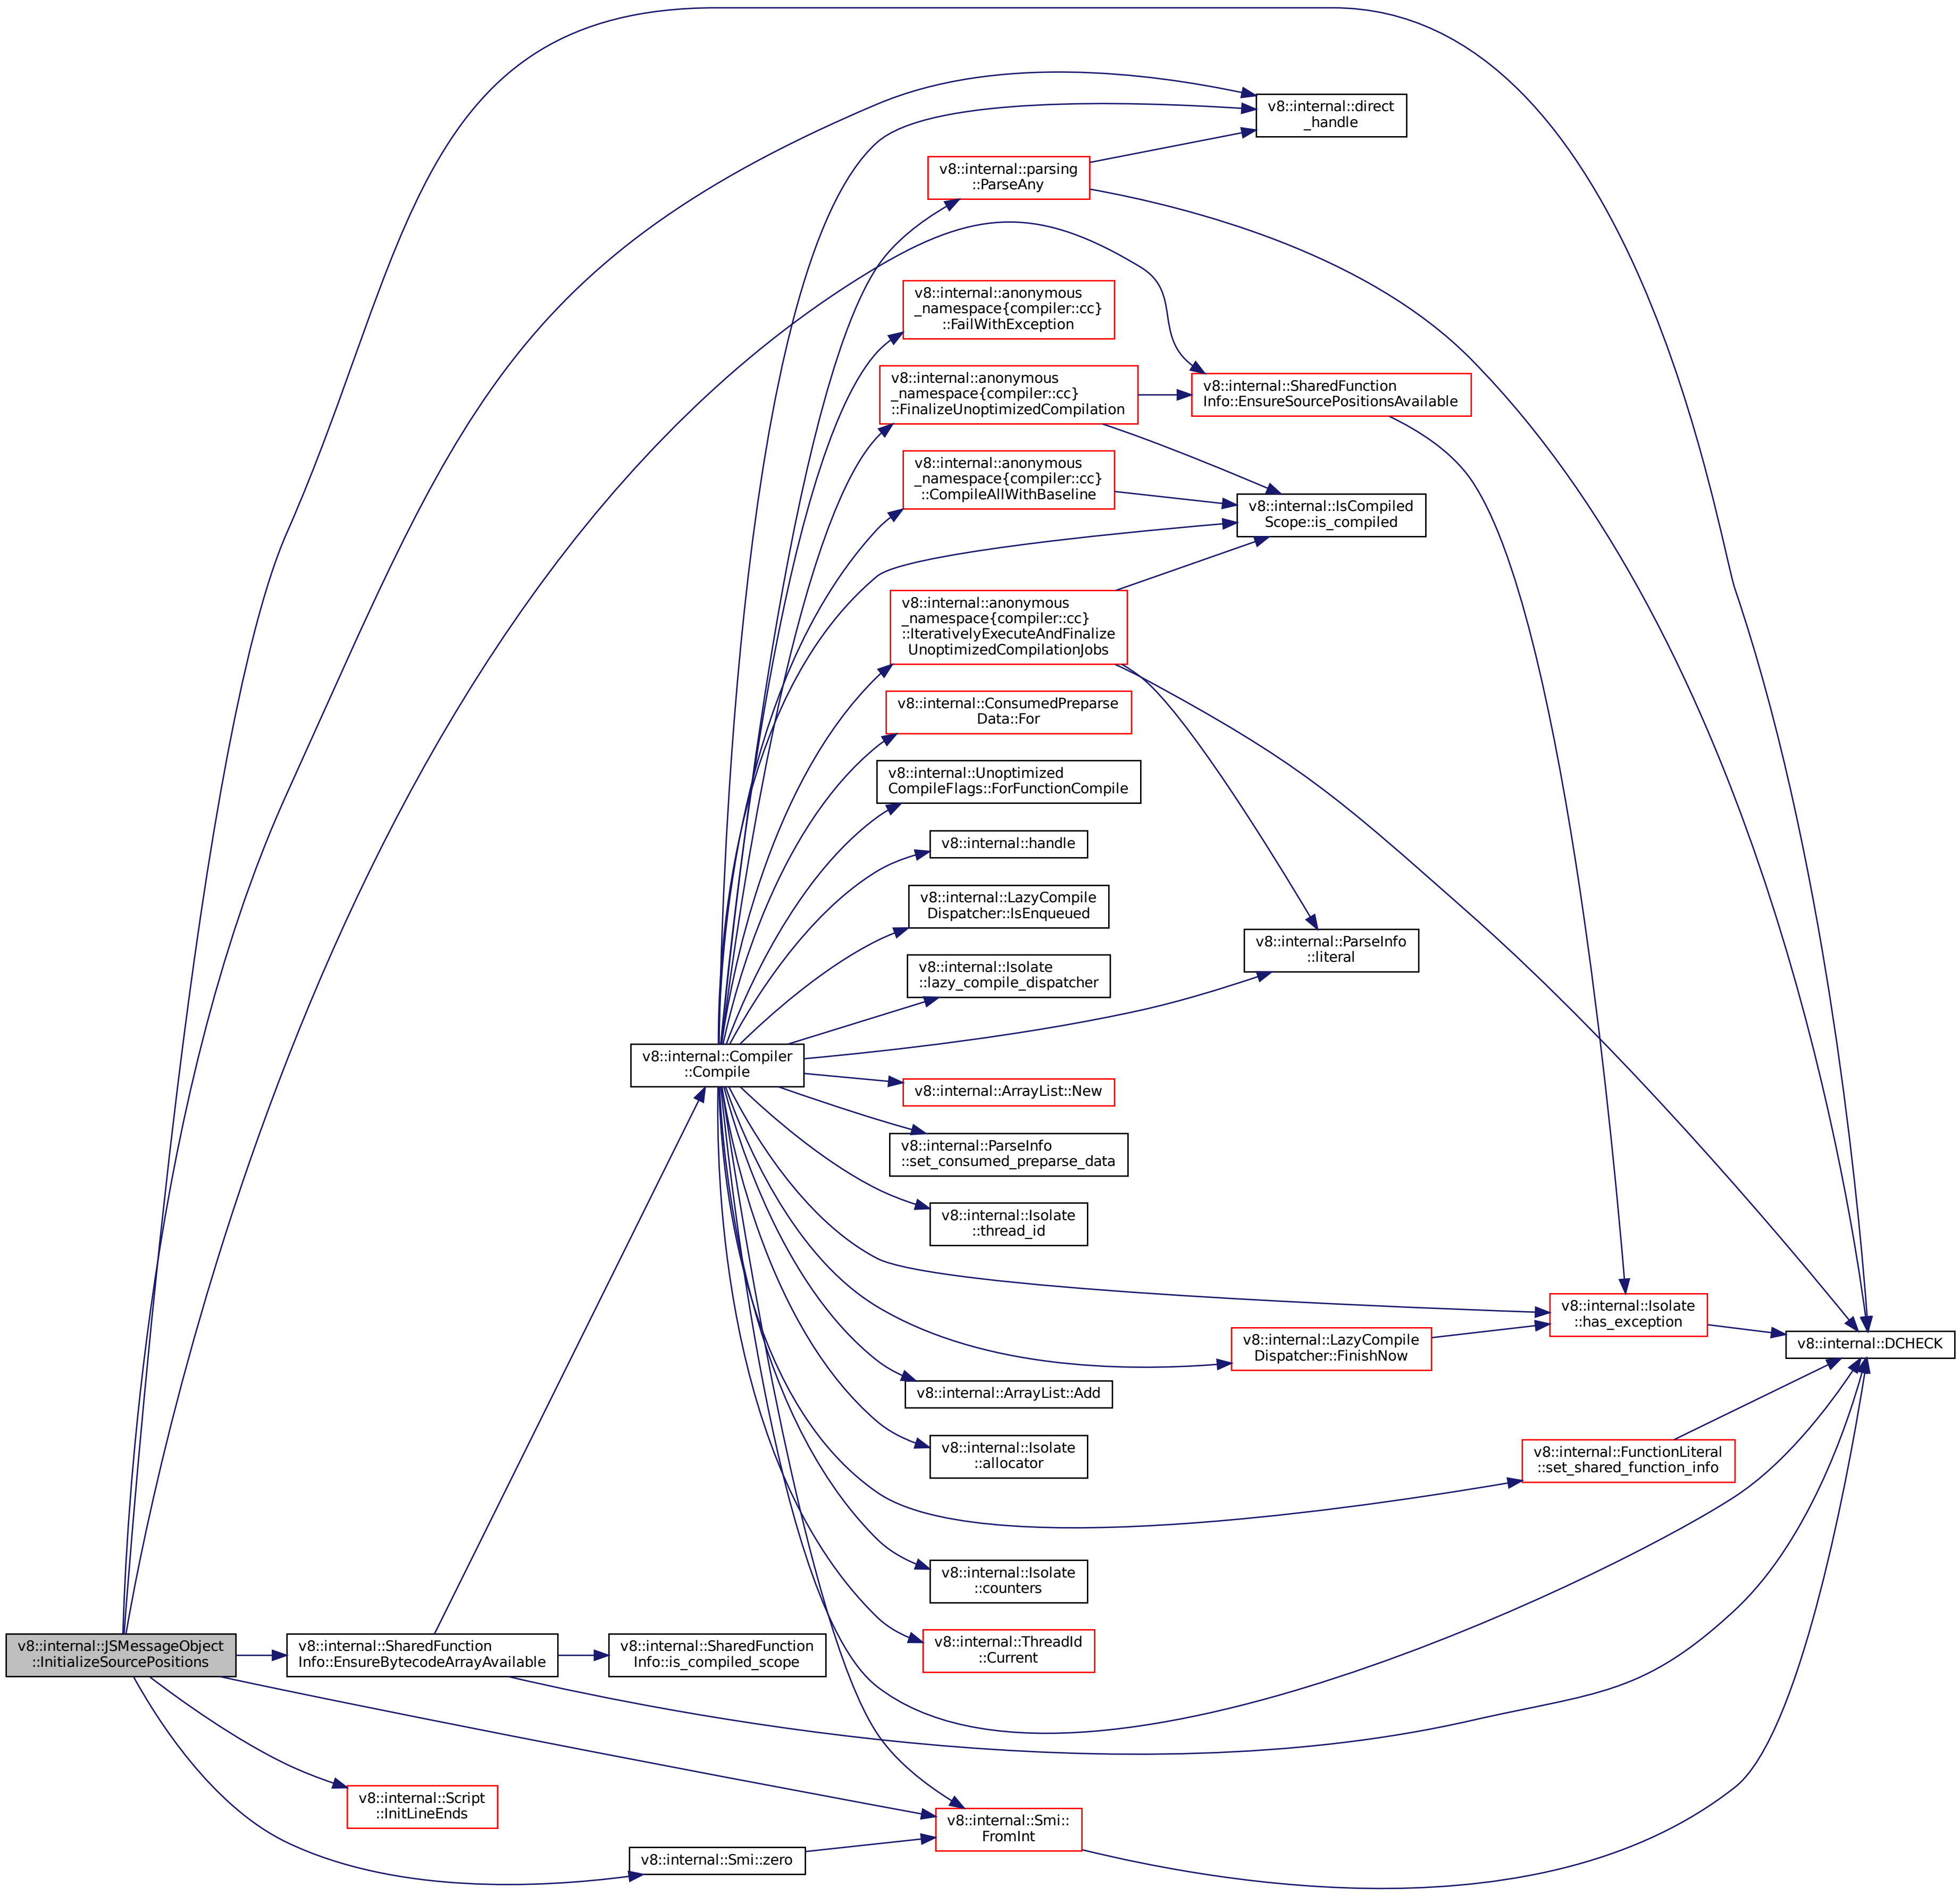 v8::internal::direct
_handle
v8::internal::parsing
::ParseAny
v8::internal::anonymous
_namespace{compiler::cc}
::FailWithException
v8::internal::anonymous
_namespace{compiler::cc}
::FinalizeUnoptimizedCompilation
v8::internal::SharedFunction
Info::EnsureSourcePositionsAvailable
v8::internal::anonymous
_namespace{compiler::cc}
::CompileAllWithBaseline
v8::internal::IsCompiled
Scope::is_compiled
v8::internal::anonymous
_namespace{compiler::cc}
::IterativelyExecuteAndFinalize
UnoptimizedCompilationJobs
v8::internal::ConsumedPreparse
Data::For
v8::internal::Unoptimized
CompileFlags::ForFunctionCompile
v8::internal::handle
v8::internal::LazyCompile
Dispatcher::IsEnqueued
v8::internal::ParseInfo
::literal
v8::internal::Isolate
::lazy_compile_dispatcher
v8::internal::Compiler
::Compile
v8::internal::ArrayList::New
v8::internal::ParseInfo
::set_consumed_preparse_data
v8::internal::Isolate
::thread_id
v8::internal::Isolate
::has_exception
v8::internal::DCHECK
v8::internal::LazyCompile
Dispatcher::FinishNow
v8::internal::ArrayList::Add
v8::internal::Isolate
::allocator
v8::internal::FunctionLiteral
::set_shared_function_info
v8::internal::Isolate
::counters
v8::internal::JSMessageObject
::InitializeSourcePositions
v8::internal::SharedFunction
Info::EnsureBytecodeArrayAvailable
v8::internal::SharedFunction
Info::is_compiled_scope
v8::internal::ThreadId
::Current
v8::internal::Script
::InitLineEnds
v8::internal::Smi::
FromInt
v8::internal::Smi::zero